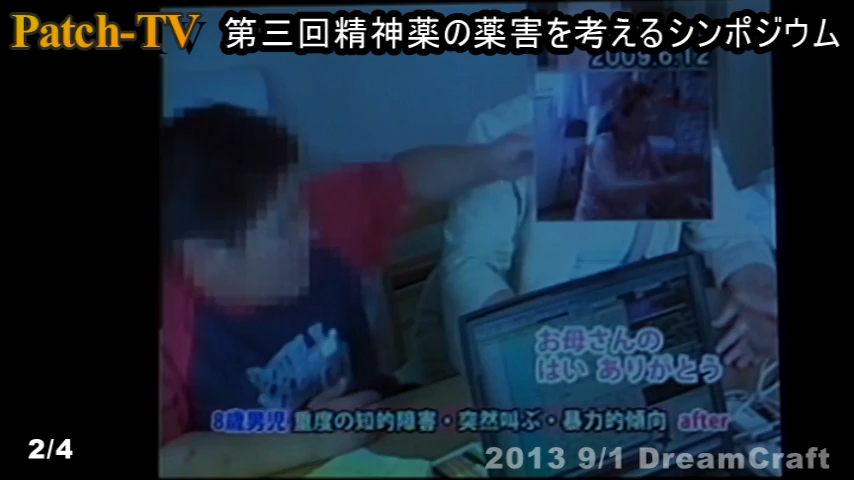 Patch-TV 第三回精神薬の薬害を考えるシンポジウム
2009.6.12
お母さんの
はい ありがとう
8歳男児 重度の知的障害・突然叫ぶ・暴力的傾向 after
2/4
2013 9/1 DreamCraft